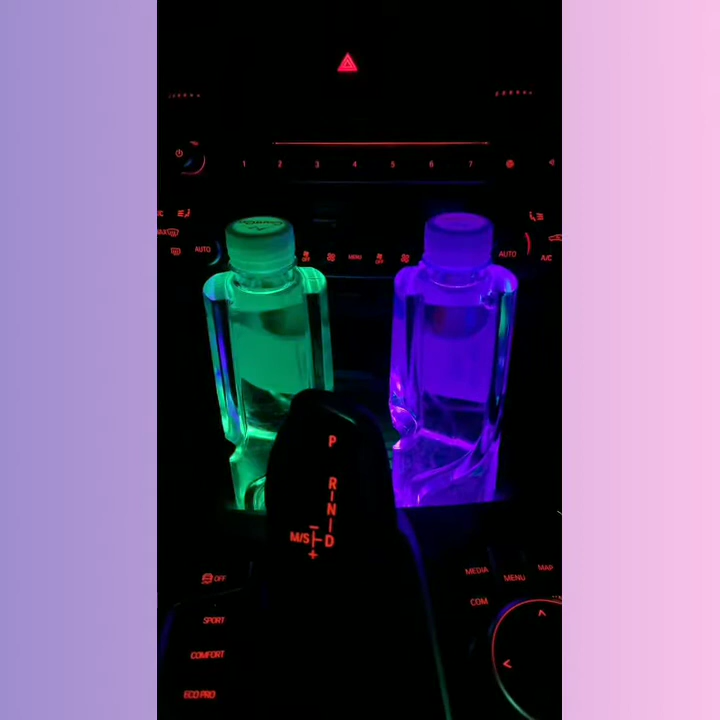 1 2 3 4 5 6 7
AUTO
MENU
AUTO
A/C
P
R
N
M/S
D
+
OFF
SPORT
COMFORT
ECO PRO
MEDIA
MENU
MAP
COM